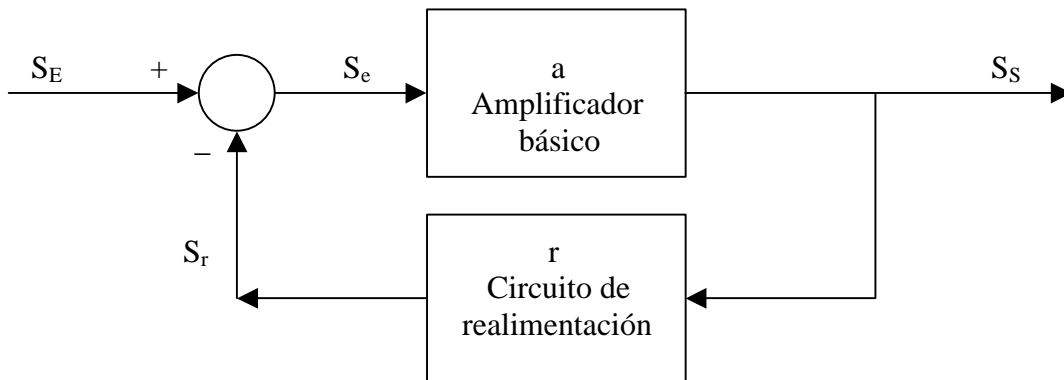 S_E + S_e a S_S
Amplificador
básico
−
S_r r
Circuito de
realimentación